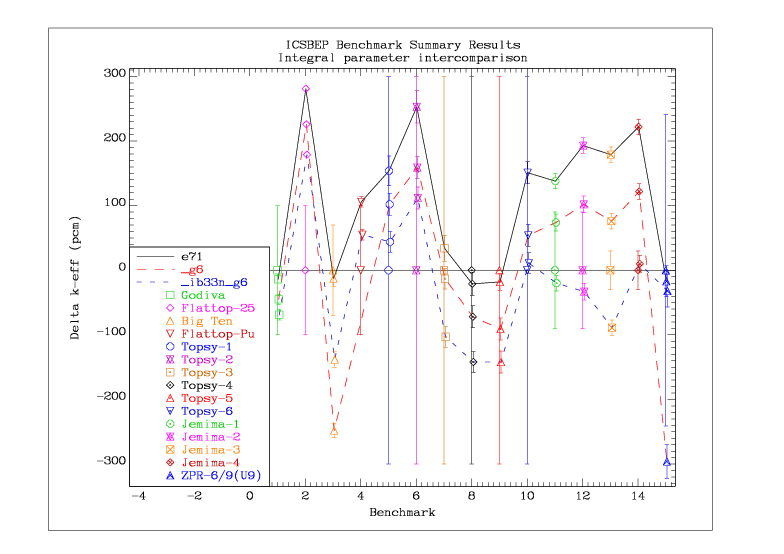 ICSBEP Benchmark Summary Results
Integral parameter intercomparison
Delta k-eff (pcm)
300
200
100
0
-100
-200
-300
e71
_g6
_ib33n_g6
Godiva
Flattop-25
Big Ten
Flattop-Pu
Topsy-1
Topsy-2
Topsy-3
Topsy-4
Topsy-5
Topsy-6
Jemima-1
Jemima-2
Jemima-3
Jemima-4
ZPR-6/9(U9)
-4 -2 0 2 4 6 8 10 12 14
Benchmark